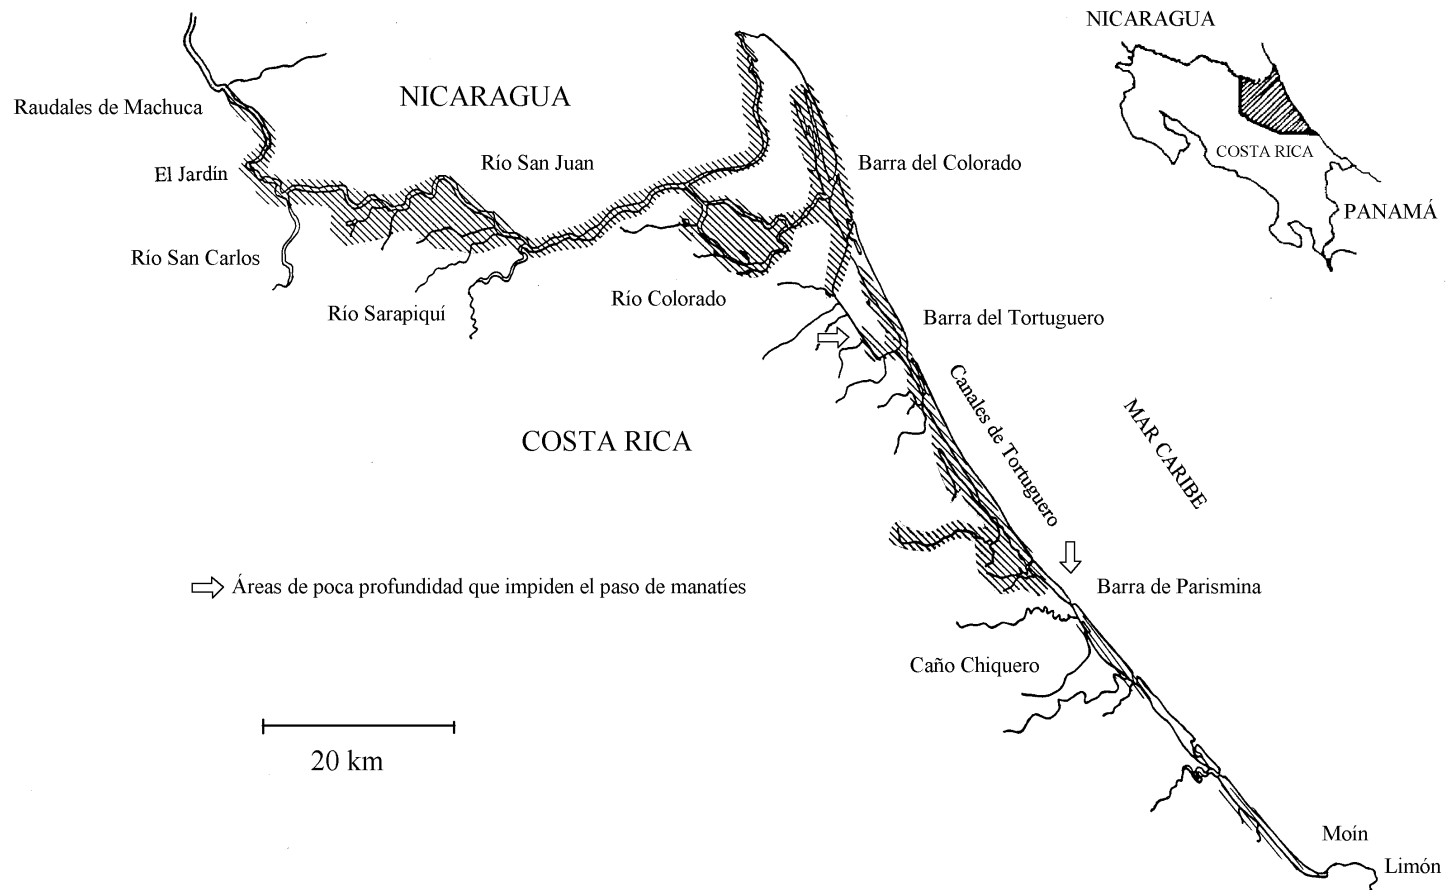 NICARAGUA
Raudales de Machuca
NICARAGUA
El Jardín
Río San Juan
Barra del Colorado
COSTA RICA
PANAMÁ
Río San Carlos
Río Sarapiquí
Río Colorado
Barra del Tortuguero
Canales de Tortuguero
MAR CARIBE
COSTA RICA
Áreas de poca profundidad que impiden el paso de manatíes
Barra de Parismina
Caño Chiquero
20 km
Moín
Limón